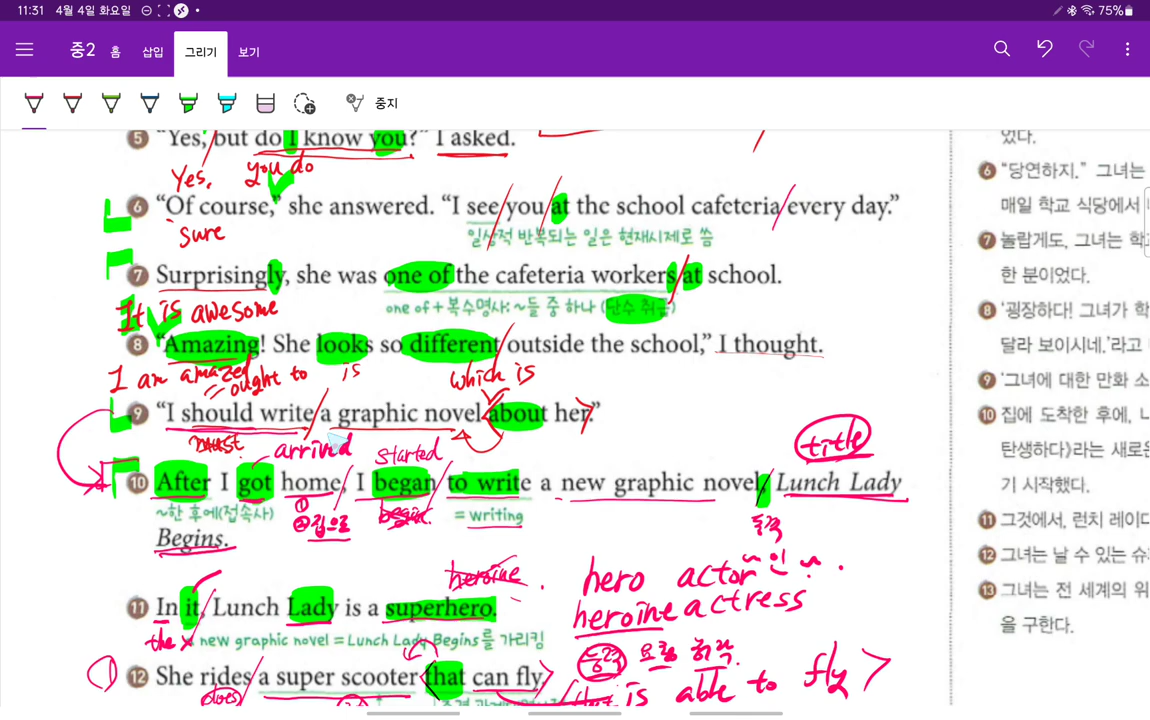 11:31 4월 4일 화요일 75%
중2 홈 삽입 그리기 보기
중지
었다.
5 "Yes, but do I know you?" I asked.
Yes. you do
6 "Of course," she answered. "I see you at the school cafeteria every day."
sure
일상적 반복되는 일은 현재시제로 씀
7 Surprisingly, she was one of the cafeteria workers at school.
It is awesome
one of + 복수명사: ~들 중 하나 (단수 취급)
8 "Amazing! She looks so different outside the school," I thought.
I am amazed ought to is which is
9 "I should write a graphic novel about her."
must
arrived started title
10 After I got home, I began to write a new graphic novel, Lunch Lady
~한 후에(접속사) ① ② 집으로 begin = writing 동격
Begins.
heroine hero actor ~인~.
11 In it, Lunch Lady is a superhero.
heroine actress
the new graphic novel = Lunch Lady Begins를 가리킴
동격
12 She rides a super scooter that can fly,
is able to fly
6 "당연하지." 그녀는
매일 학교 식당에서
7 놀랍게도, 그녀는 학
한 분이었다.
8 '굉장하다! 그녀가 학
달라 보이시네.'라고
9 '그녀에 대한 만화 소
10 집에 도착한 후에, 나
탄생하다〉라는 새로운
기 시작했다.
11 그것에서, 런치 레이디
12 그녀는 날 수 있는 슈
13 그녀는 전 세계의 위
을 구한다.